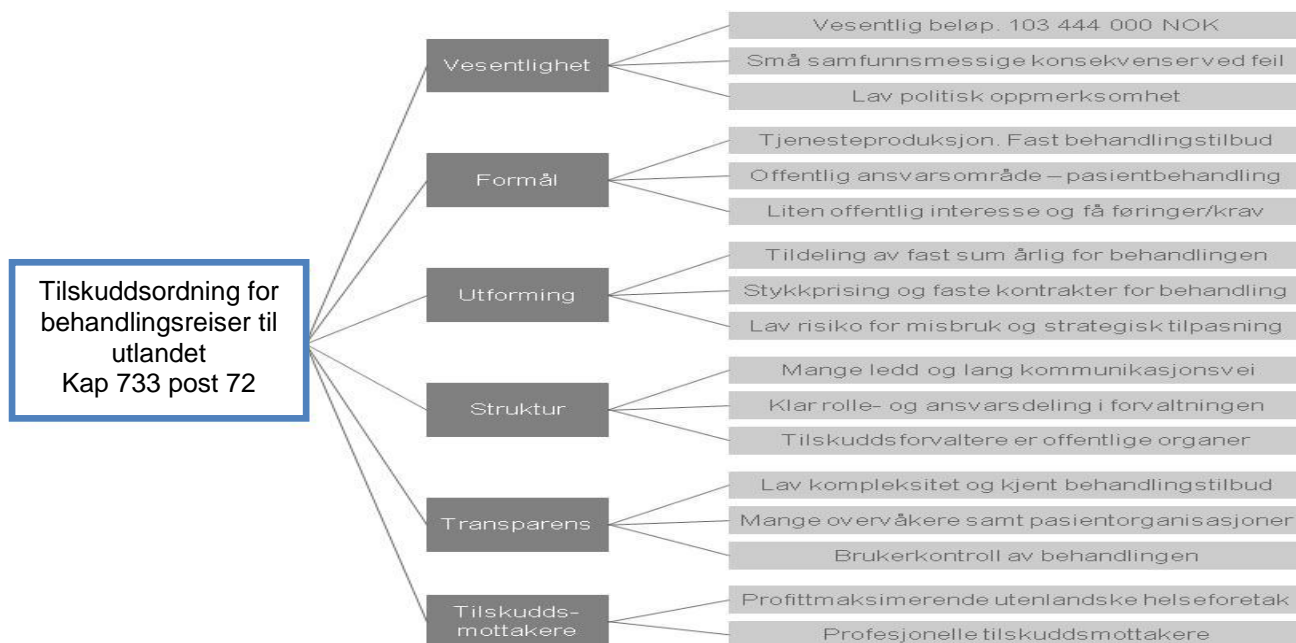 Tilskuddsordning for
behandlingsreiser til
utlandet
Kap 733 post 72
Vesentlighet
Vesentlig beløp. 103 444 000 NOK
Små samfunnsmessige konsekvenser ved feil
Lav politisk oppmerksomhet
Formål
Tjenesteproduksjon. Fast behandlingstilbud
Offentlig ansvarsområde – pasientbehandling
Liten offentlig interesse og få føringer/krav
Utforming
Tildeling av fast sum årlig for behandlingen
Stykkprising og faste kontrakter for behandling
Lav risiko for misbruk og strategisk tilpasning
Struktur
Mange ledd og lang kommunikasjonsvei
Klar rolle- og ansvarsdeling i forvaltningen
Tilskuddsforvaltere er offentlige organer
Transparens
Lav kompleksitet og kjent behandlingstilbud
Mange overvåkere samt pasientorganisasjoner
Brukerkontroll av behandlingen
Tilskudds-
mottakere
Profittmaksimerende utenlandske helseforetak
Profesjonelle tilskuddsmottakere